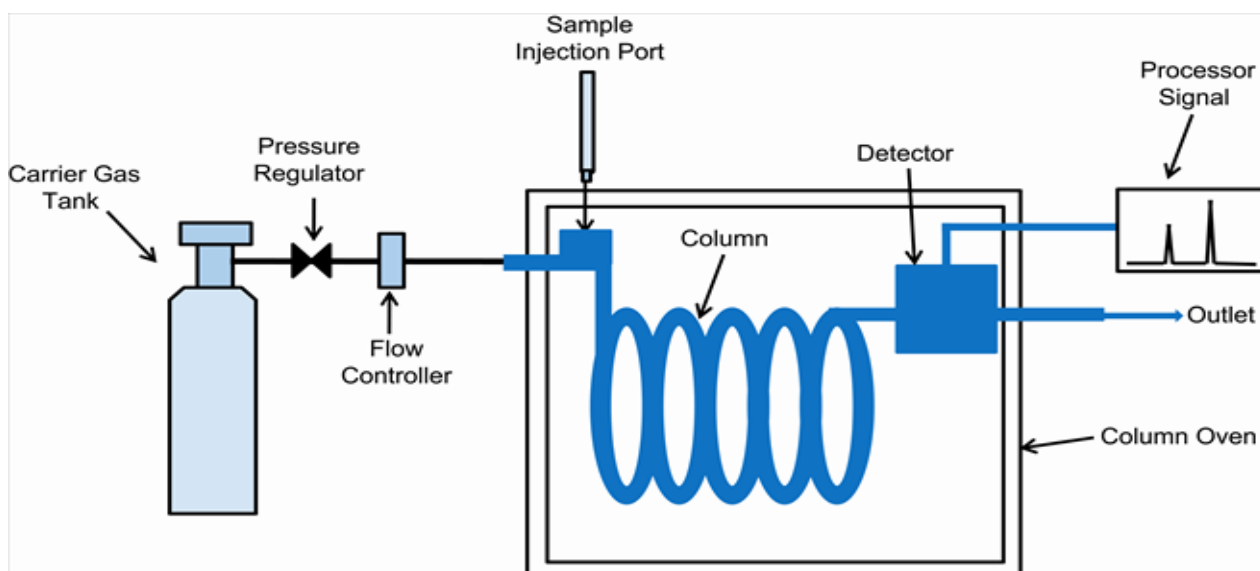 Sample
Injection Port
Processor
Signal
Pressure
Regulator
Detector
Carrier Gas
Tank
Column
Outlet
Flow
Controller
Column Oven